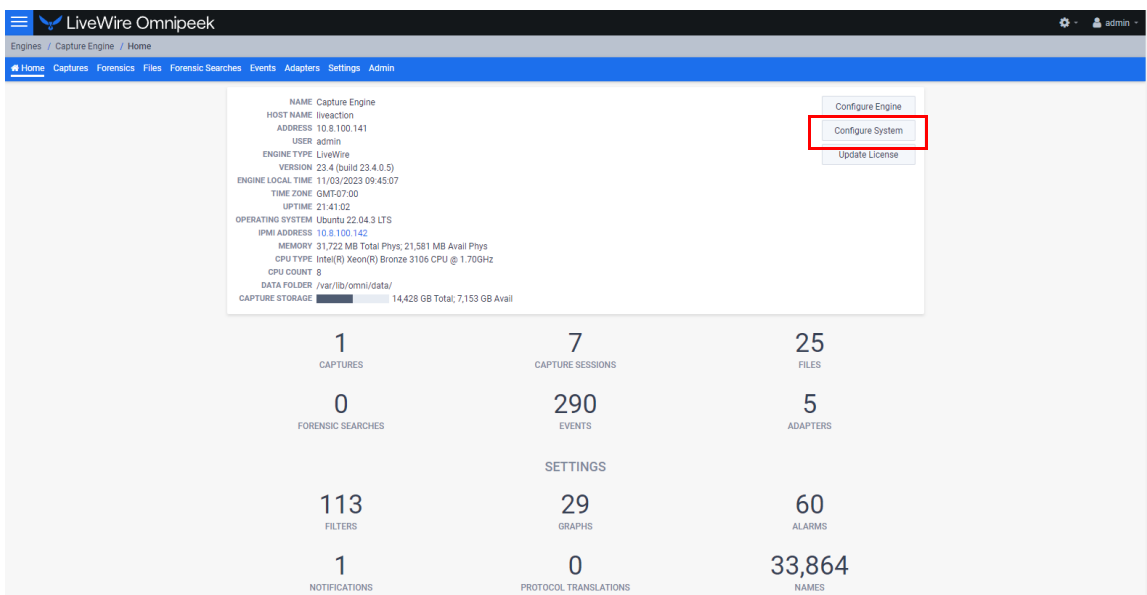 LiveWire Omnipeek
admin
Engines / Capture Engine / Home
Home Captures Forensics Files Forensic Searches Events Adapters Settings Admin
NAME Capture Engine
HOST NAME liveaction
ADDRESS 10.8.100.141
USER admin
ENGINE TYPE LiveWire
VERSION 23.4 (build 23.4.0.5)
ENGINE LOCAL TIME 11/03/2023 09:45:07
TIME ZONE GMT-07:00
UPTIME 21:41:02
OPERATING SYSTEM Ubuntu 22.04.3 LTS
IPMI ADDRESS 10.8.100.142
MEMORY 31,722 MB Total Phys; 21,581 MB Avail Phys
CPU TYPE Intel(R) Xeon(R) Bronze 3106 CPU @ 1.70GHz
CPU COUNT 8
DATA FOLDER /var/lib/omni/data/
CAPTURE STORAGE 14,428 GB Total; 7,153 GB Avail
Configure Engine
Configure System
Update License
1 7 25
CAPTURES CAPTURE SESSIONS FILES
0 290 5
FORENSIC SEARCHES EVENTS ADAPTERS
SETTINGS
113 29 60
FILTERS GRAPHS ALARMS
1 0 33,864
NOTIFICATIONS PROTOCOL TRANSLATIONS NAMES